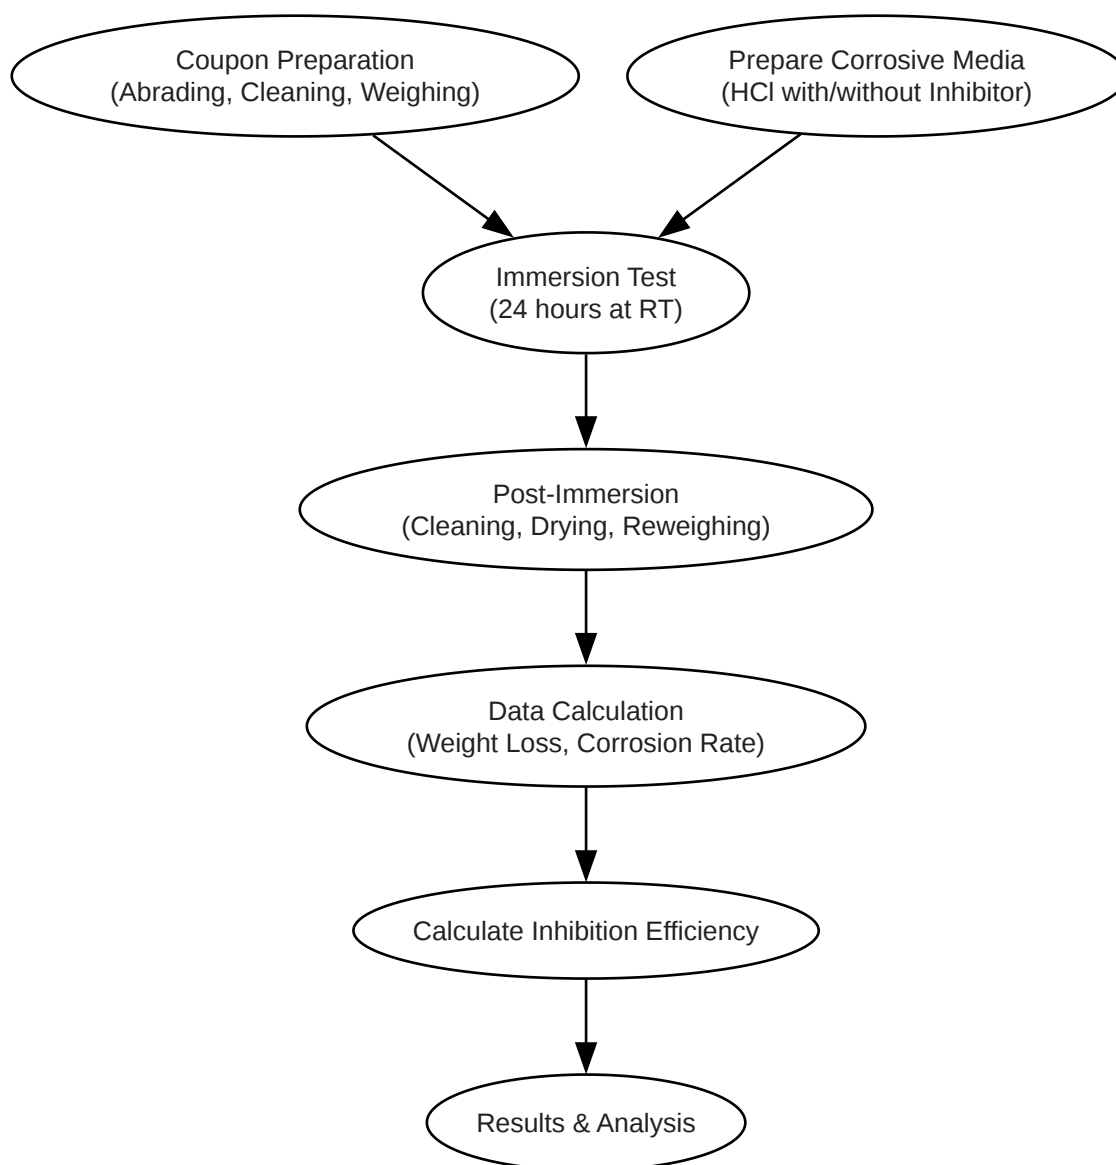 Coupon Preparation
(Abrading, Cleaning, Weighing)
Prepare Corrosive Media
(HCl with/without Inhibitor)
Immersion Test
(24 hours at RT)
Post-Immersion
(Cleaning, Drying, Reweighing)
Data Calculation
(Weight Loss, Corrosion Rate)
Calculate Inhibition Efficiency
Results & Analysis